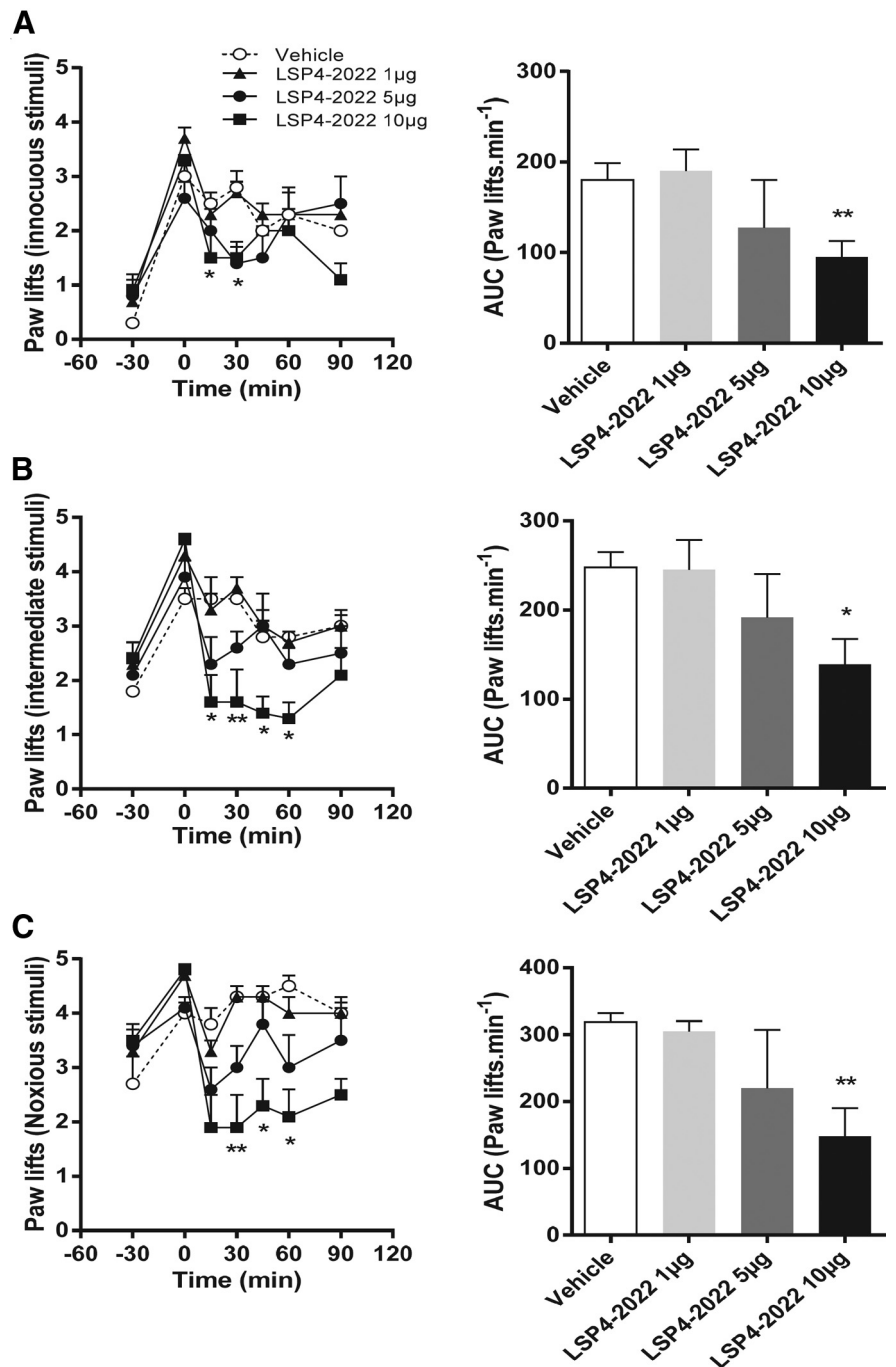 A
Vehicle
LSP4-2022 1µg
LSP4-2022 5µg
LSP4-2022 10µg
Paw lifts (innocuous stimuli)
5
4
3
2
1
0
-60 -30 0 30 60 90 120
Time (min)
* *
AUC (Paw lifts.min-1)
300
200
100
0
**
Vehicle
LSP4-2022 1µg
LSP4-2022 5µg
LSP4-2022 10µg
B
Paw lifts (intermediate stimuli)
5
4
3
2
1
0
-60 -30 0 30 60 90 120
Time (min)
* ** * *
AUC (Paw lifts.min-1)
300
200
100
0
*
Vehicle
LSP4-2022 1µg
LSP4-2022 5µg
LSP4-2022 10µg
C
Paw lifts (Noxious stimuli)
5
4
3
2
1
0
-60 -30 0 30 60 90 120
Time (min)
** * *
AUC (Paw lifts.min-1)
400
300
200
100
0
**
Vehicle
LSP4-2022 1µg
LSP4-2022 5µg
LSP4-2022 10µg